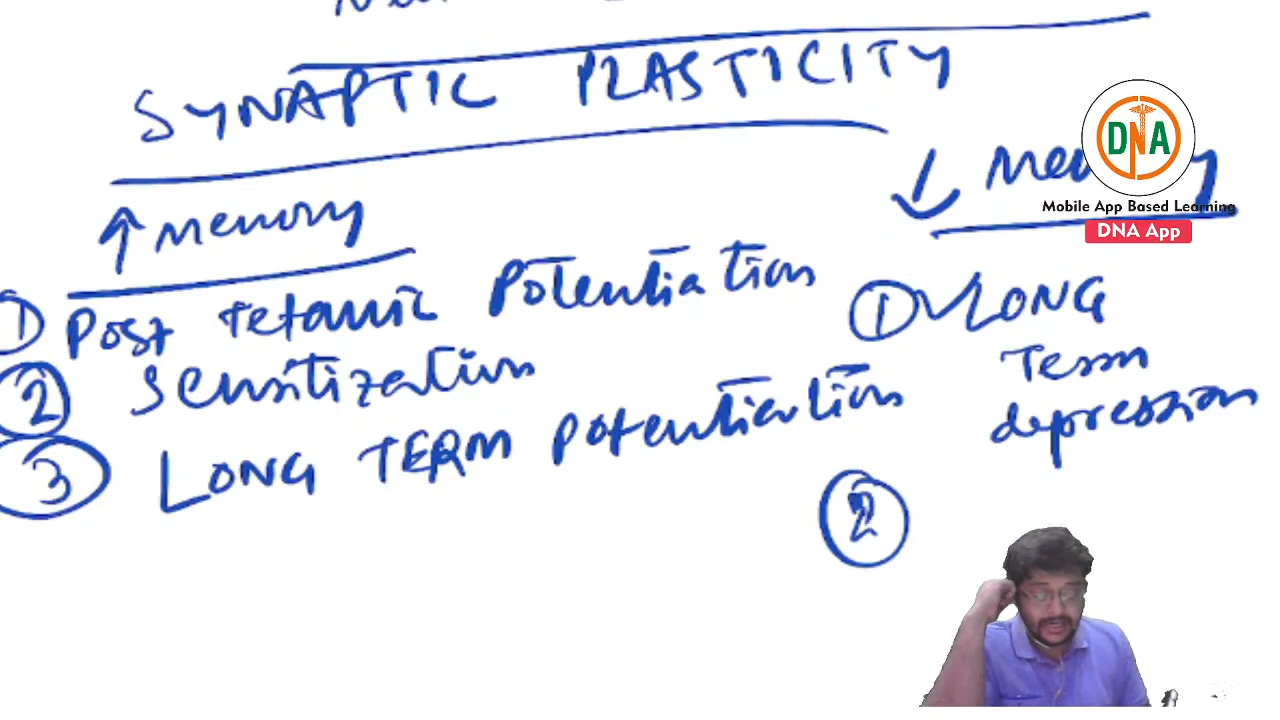 SYNAPTIC PLASTICITY
↑ Memory
① Post Tetanic Potentiation
② Sensitization
③ LONG TERM Potentiation
↓
① LONG
Term
depression
②
DNA
Mobile App Based Learning
DNA App